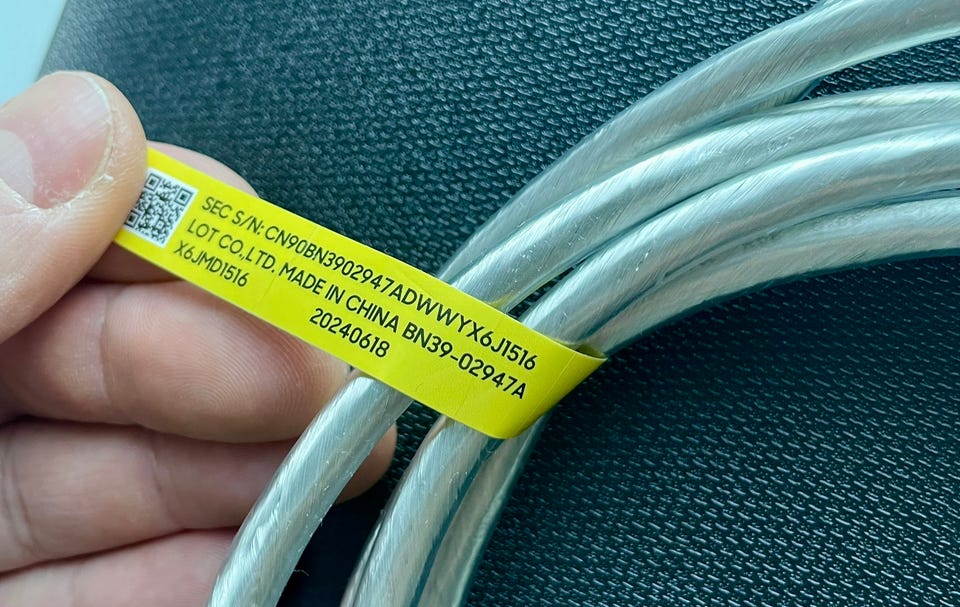 SEC S/N: CN90BN3902947ADWWYX6J1516
LOT CO.,LTD. MADE IN CHINA BN39-02947A
X6JMD1516
20240618